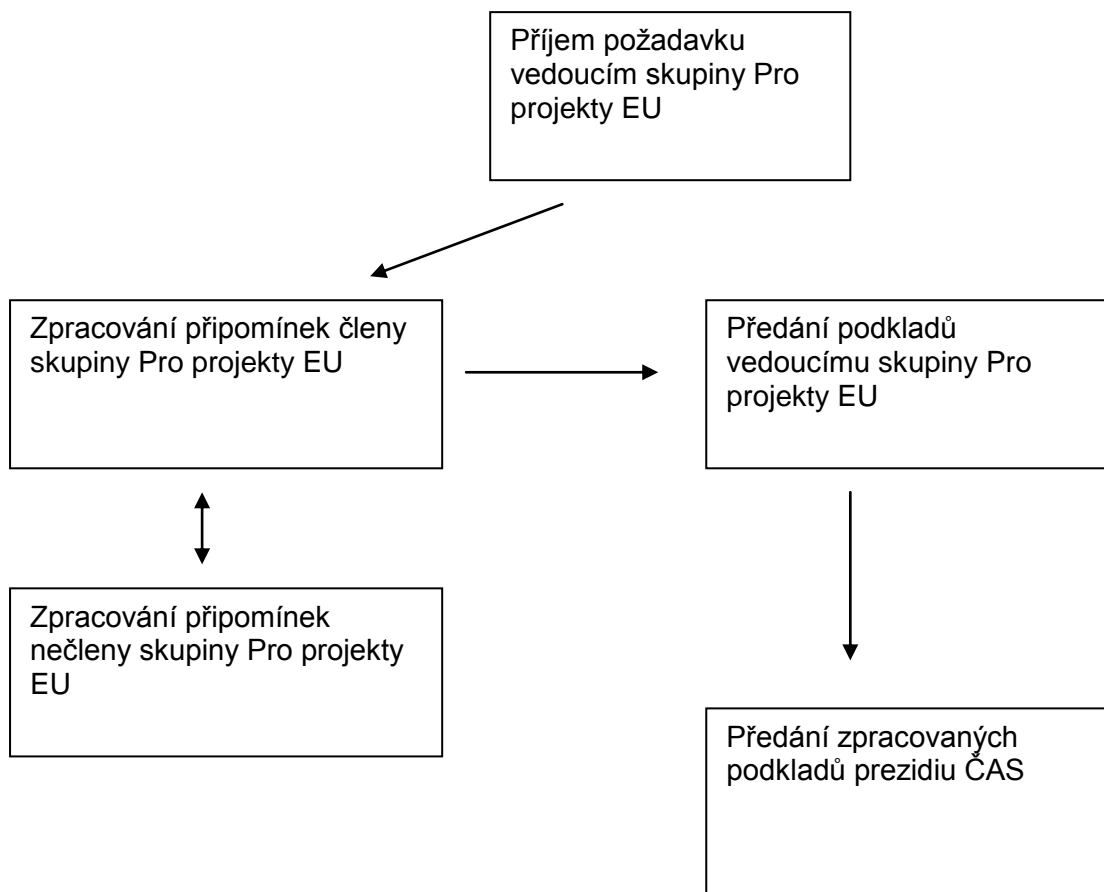 Příjem požadavku
vedoucím skupiny Pro
projekty EU
Zpracování připomínek členy
skupiny Pro projekty EU
Předání podkladů
vedoucímu skupiny Pro
projekty EU
Zpracování připomínek
nečleny skupiny Pro projekty
EU
Předání zpracovaných
podkladů prezidiu ČAS